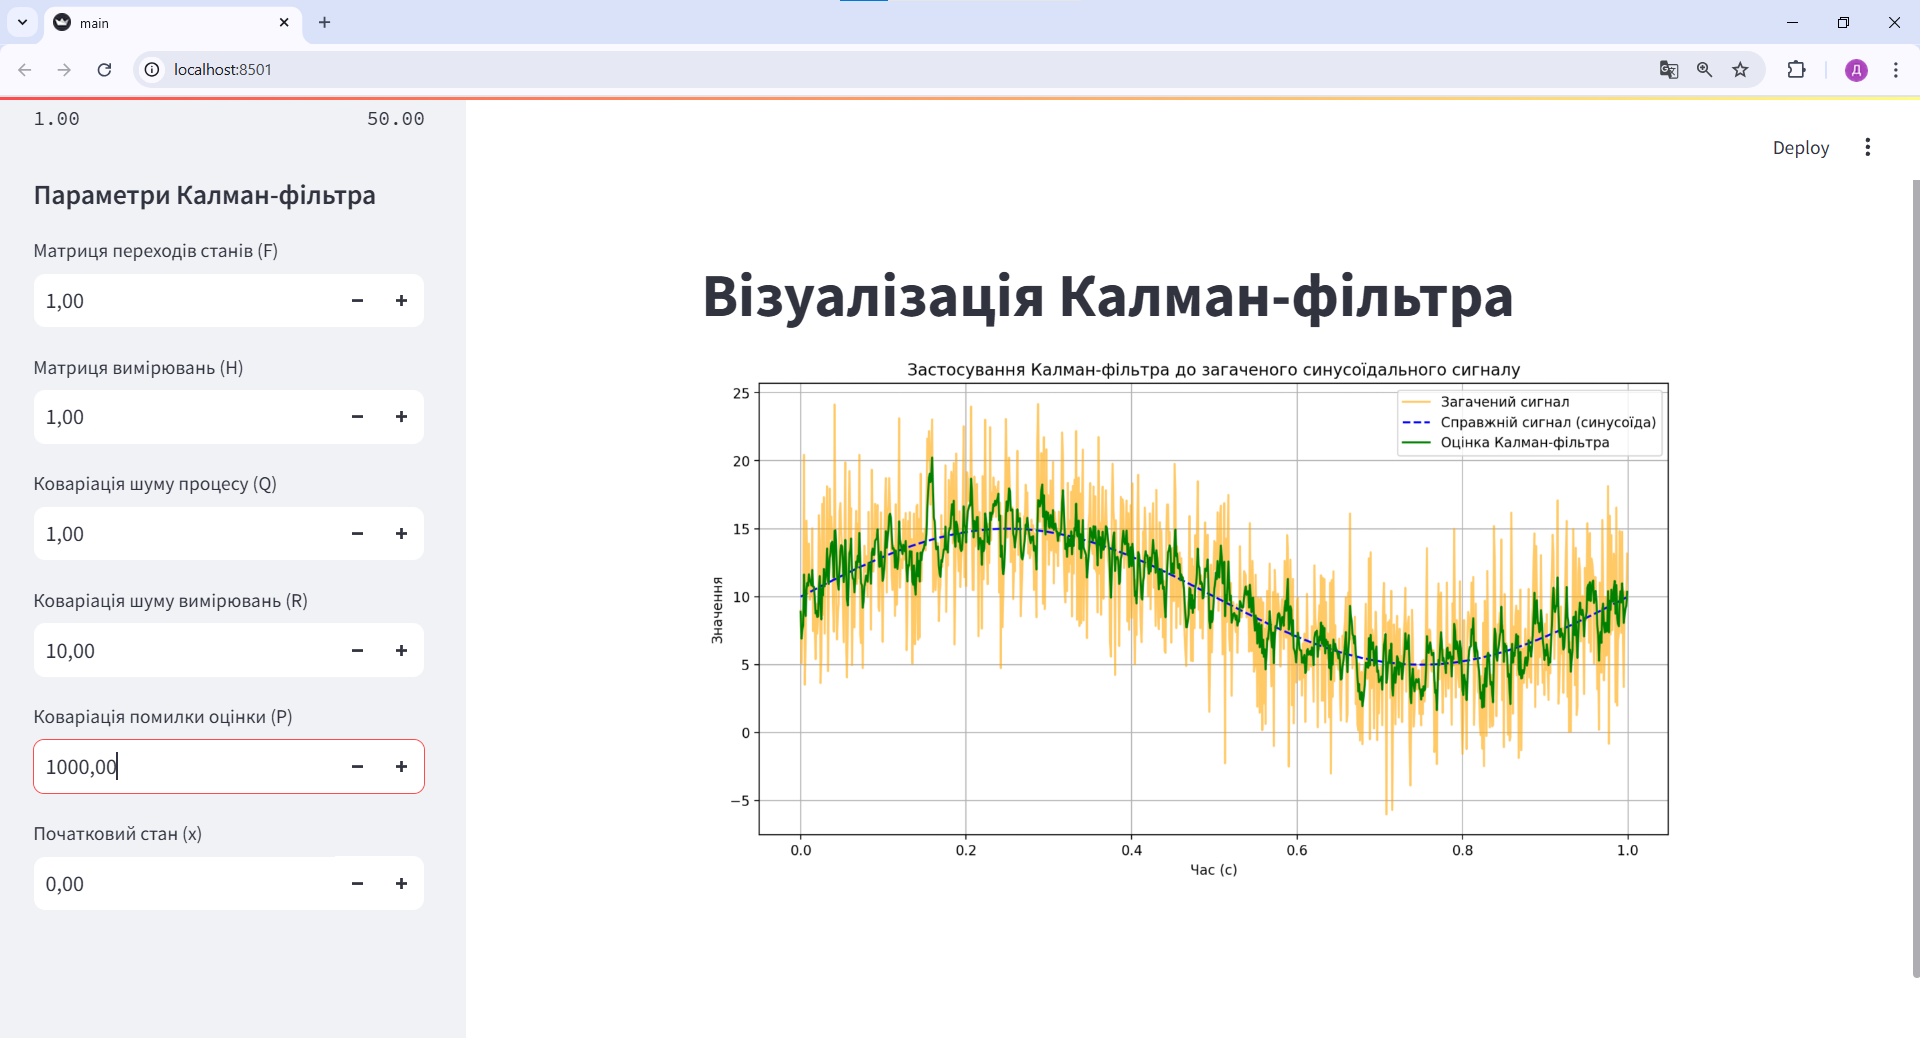 main
localhost:8501
Д
1.00 50.00
Deploy
Параметри Калман-фільтра
Матриця переходів станів (F)
1,00
Матриця вимірювань (H)
1,00
Коваріація шуму процесу (Q)
1,00
Коваріація шуму вимірювань (R)
10,00
Коваріація помилки оцінки (P)
1000,00
Початковий стан (x)
0,00
Візуалізація Калман-фільтра
Застосування Калман-фільтра до загаченого синусоїдального сигналу
Загачений сигнал
Справжній сигнал (синусоїда)
Оцінка Калман-фільтра
Значення
25
20
15
10
5
0
−5
0.0 0.2 0.4 0.6 0.8 1.0
Час (с)